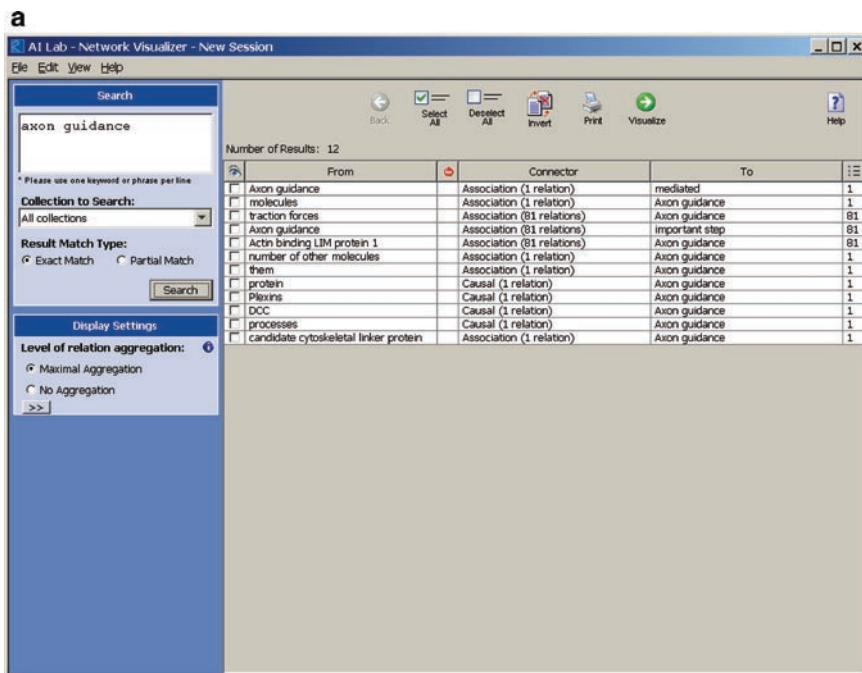 a
AI Lab - Network Visualizer - New Session
File Edit View Help
Search
axon guidance
* Please use one keyword or phrase per line
Collection to Search:
All collections
Result Match Type:
Exact Match Partial Match
Search
Display Settings
Level of relation aggregation:
Maximal Aggregation
No Aggregation
>>
Back
Select All
Deselect All
Invert
Print
Visualize
Help
Number of Results: 12
From Connector To
Axon guidance Association (1 relation) mediated 1
molecules Association (1 relation) Axon guidance 1
traction forces Association (81 relations) Axon guidance 81
Axon guidance Association (81 relations) important step 81
Actin binding LIM protein 1 Association (81 relations) Axon guidance 81
number of other molecules Association (1 relation) Axon guidance 1
them Association (1 relation) Axon guidance 1
protein Causal (1 relation) Axon guidance 1
Plexins Causal (1 relation) Axon guidance 1
DCC Causal (1 relation) Axon guidance 1
processes Causal (1 relation) Axon guidance 1
candidate cytoskeletal linker protein Association (1 relation) Axon guidance 1